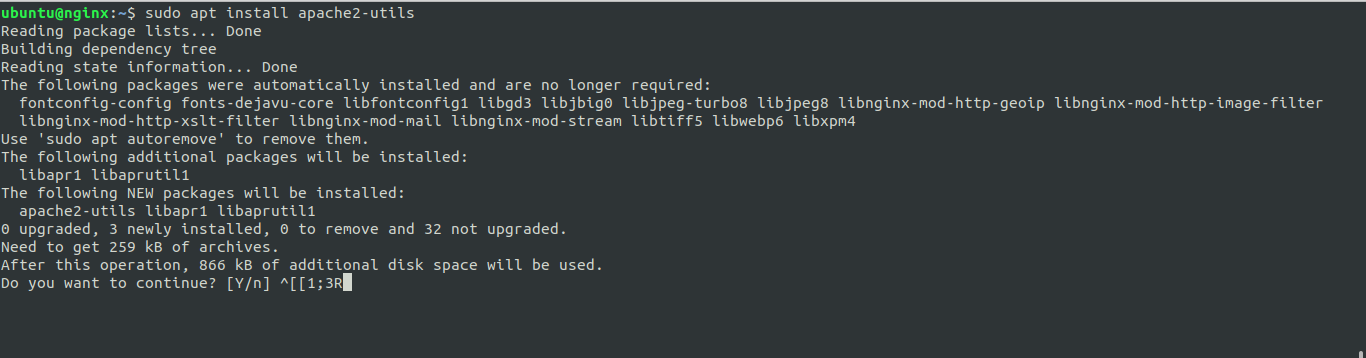 ubuntu@nginx:~$ sudo apt install apache2-utils
Reading package lists... Done
Building dependency tree
Reading state information... Done
The following packages were automatically installed and are no longer required:
  fontconfig-config fonts-dejavu-core libfontconfig1 libgd3 libjbig0 libjpeg-turbo8 libjpeg8 libnginx-mod-http-geoip libnginx-mod-http-image-filter
  libnginx-mod-http-xslt-filter libnginx-mod-mail libnginx-mod-stream libtiff5 libwebp6 libxpm4
Use 'sudo apt autoremove' to remove them.
The following additional packages will be installed:
  libapr1 libaprutil1
The following NEW packages will be installed:
  apache2-utils libapr1 libaprutil1
0 upgraded, 3 newly installed, 0 to remove and 32 not upgraded.
Need to get 259 kB of archives.
After this operation, 866 kB of additional disk space will be used.
Do you want to continue? [Y/n] ^[[1;3R